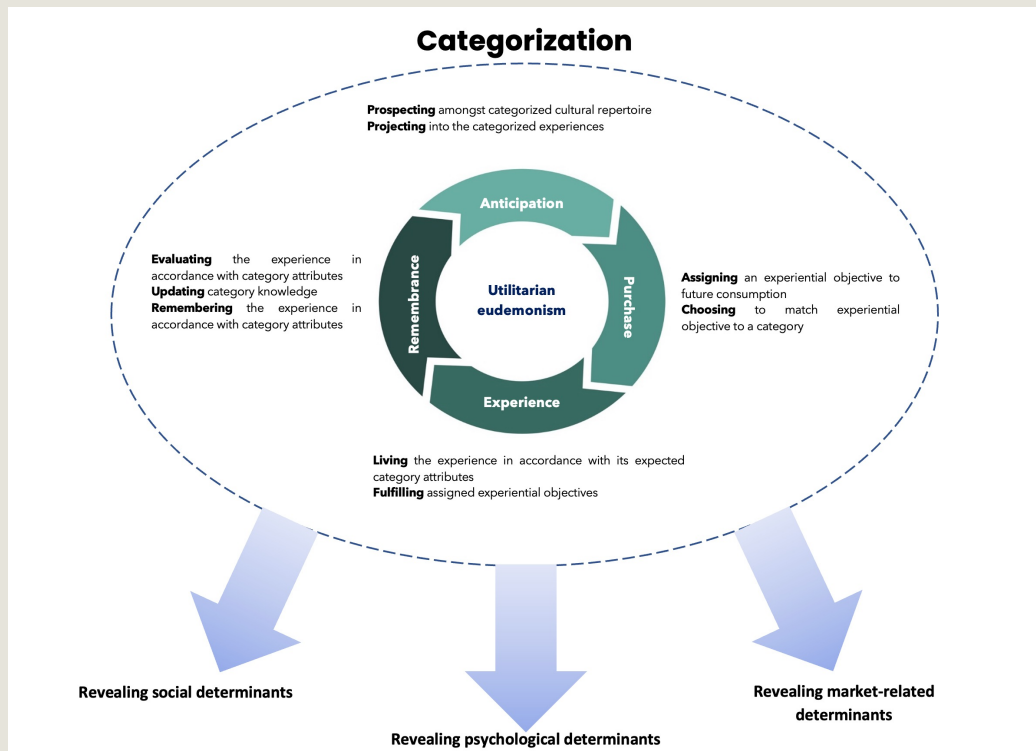 Categorization
Prospecting amongst categorized cultural repertoire
Projecting into the categorized experiences
Anticipation
Evaluating the experience in
accordance with category attributes
Updating category knowledge
Remembering the experience in
accordance with category attributes
Remembrance
Utilitarian
eudemonism
Purchase
Assigning an experiential objective to
future consumption
Choosing to match experiential
objective to a category
Experience
Living the experience in accordance with its expected
category attributes
Fulfilling assigned experiential objectives
Revealing social determinants
Revealing psychological determinants
Revealing market-related
determinants